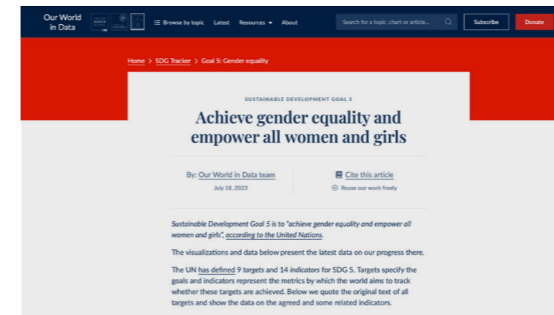 Our World
in Data
Browse by topic Latest Resources About
Search for a topic, chart or article...
Subscribe
Donate
Home > SDG Tracker > Goal 5: Gender equality
SUSTAINABLE DEVELOPMENT GOAL 5
Achieve gender equality and
empower all women and girls
By: Our World in Data team
July 18, 2023
Cite this article
Reuse our work freely
Sustainable Development Goal 5 is to "achieve gender equality and empower all
women and girls", according to the United Nations.
The visualizations and data below present the latest data on our progress there.
The UN has defined 9 targets and 14 indicators for SDG 5. Targets specify the
goals and indicators represent the metrics by which the world aims to track
whether these targets are achieved. Below we quote the original text of all
targets and show the data on the agreed and some related indicators.